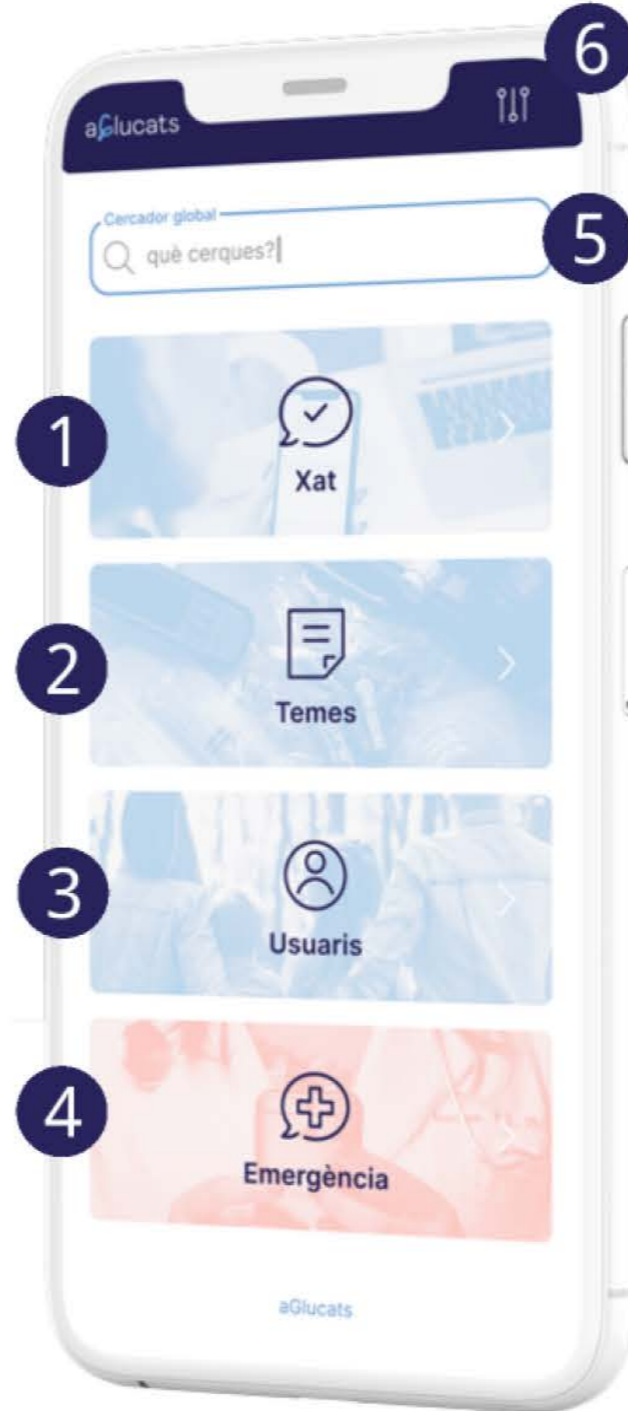 6
aGlucats
Cercador global
què cerques?
5
1
Xat
2
Temes
3
Usuaris
4
Emergència
aGlucats